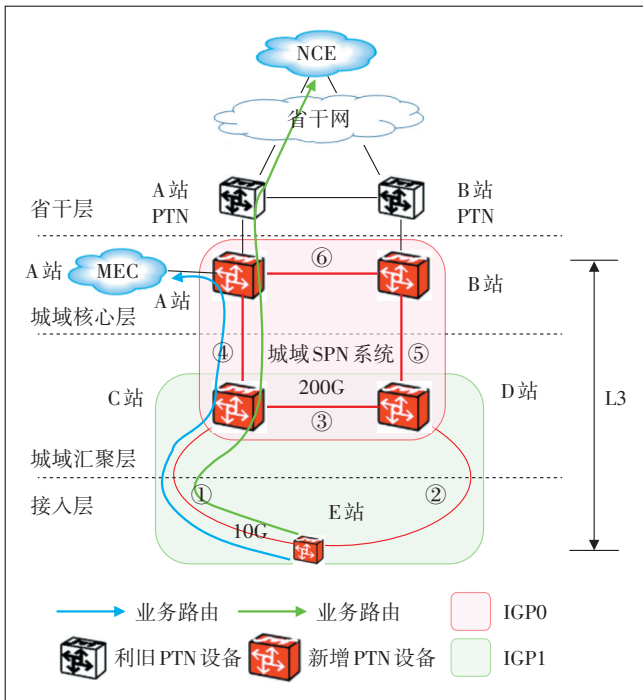 NCE
省干网
A站
PTN
B站
PTN
省干层
A站
MEC
A站
⑥
B站
城域核心层
④
城域SPN系统
⑤
C站
200G
D站
L3
③
城域汇聚层
①
②
接入层
E站
10G
业务路由
业务路由
IGP0
利旧PTN设备
新增PTN设备
IGP1